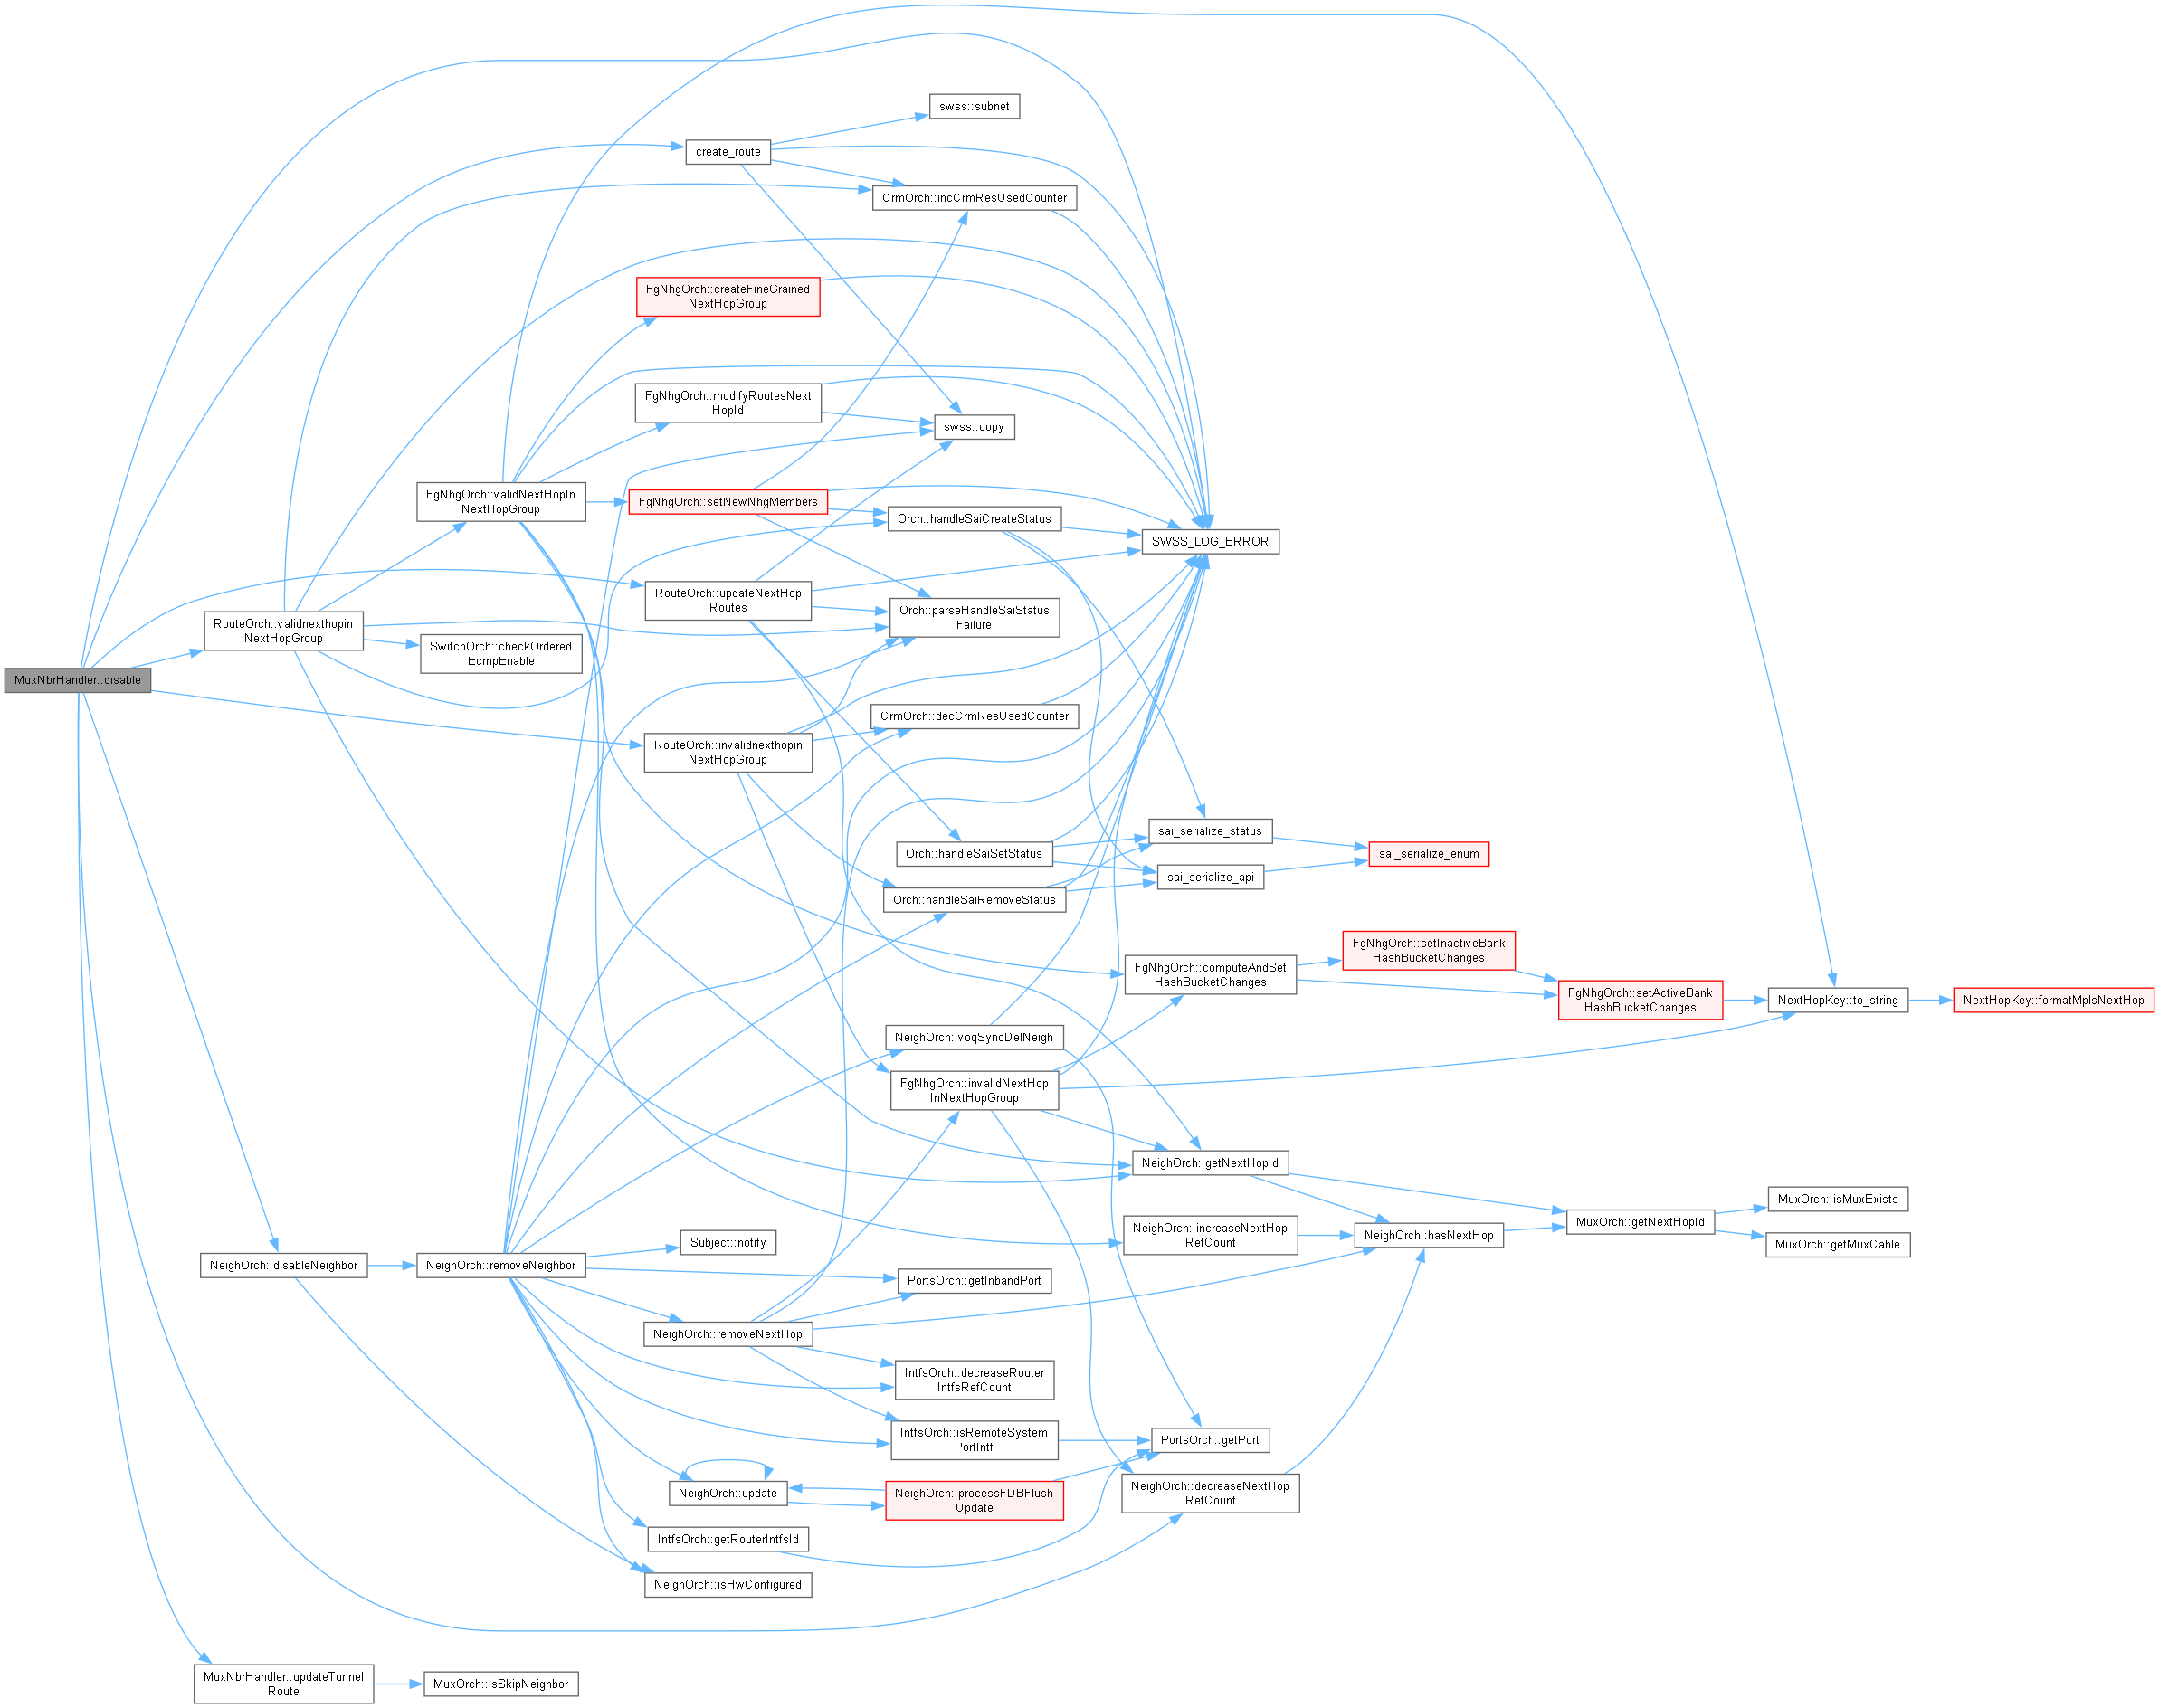 MuxNbrHandler::disable
RouteOrch::validnexthopin
NextHopGroup
NeighOrch::disableNeighbor
MuxNbrHandler::updateTunnel
Route
FgNhgOrch::validNextHopIn
NextHopGroup
SwitchOrch::checkOrdered
EcmpEnable
NeighOrch::removeNeighbor
MuxOrch::isSkipNeighbor
create_route
FgNhgOrch::createFineGrained
NextHopGroup
FgNhgOrch::modifyRoutesNext
HopId
FgNhgOrch::setNewNhgMembers
RouteOrch::updateNextHop
Routes
RouteOrch::invalidnexthopin
NextHopGroup
Subject::notify
NeighOrch::removeNextHop
NeighOrch::update
IntfsOrch::getRouterIntfsId
NeighOrch::isHwConfigured
swss::subnet
CrmOrch::incCrmResUsedCounter
swss::copy
Orch::handleSaiCreateStatus
Orch::parseHandleSaiStatus
Failure
CrmOrch::decCrmResUsedCounter
Orch::handleSaiSetStatus
Orch::handleSaiRemoveStatus
NeighOrch::voqSyncDelNeigh
FgNhgOrch::invalidNextHop
InNextHopGroup
PortsOrch::getInbandPort
IntfsOrch::decreaseRouter
IntfsRefCount
IntfsOrch::isRemoteSystem
PortIntf
NeighOrch::processFDBFlush
Update
SWSS_LOG_ERROR
sai_serialize_status
sai_serialize_api
FgNhgOrch::computeAndSet
HashBucketChanges
NeighOrch::getNextHopId
NeighOrch::increaseNextHop
RefCount
PortsOrch::getPort
NeighOrch::decreaseNextHop
RefCount
sai_serialize_enum
FgNhgOrch::setInactiveBank
HashBucketChanges
NeighOrch::hasNextHop
FgNhgOrch::setActiveBank
HashBucketChanges
MuxOrch::getNextHopId
NextHopKey::to_string
MuxOrch::isMuxExists
MuxOrch::getMuxCable
NextHopKey::formatMplsNextHop